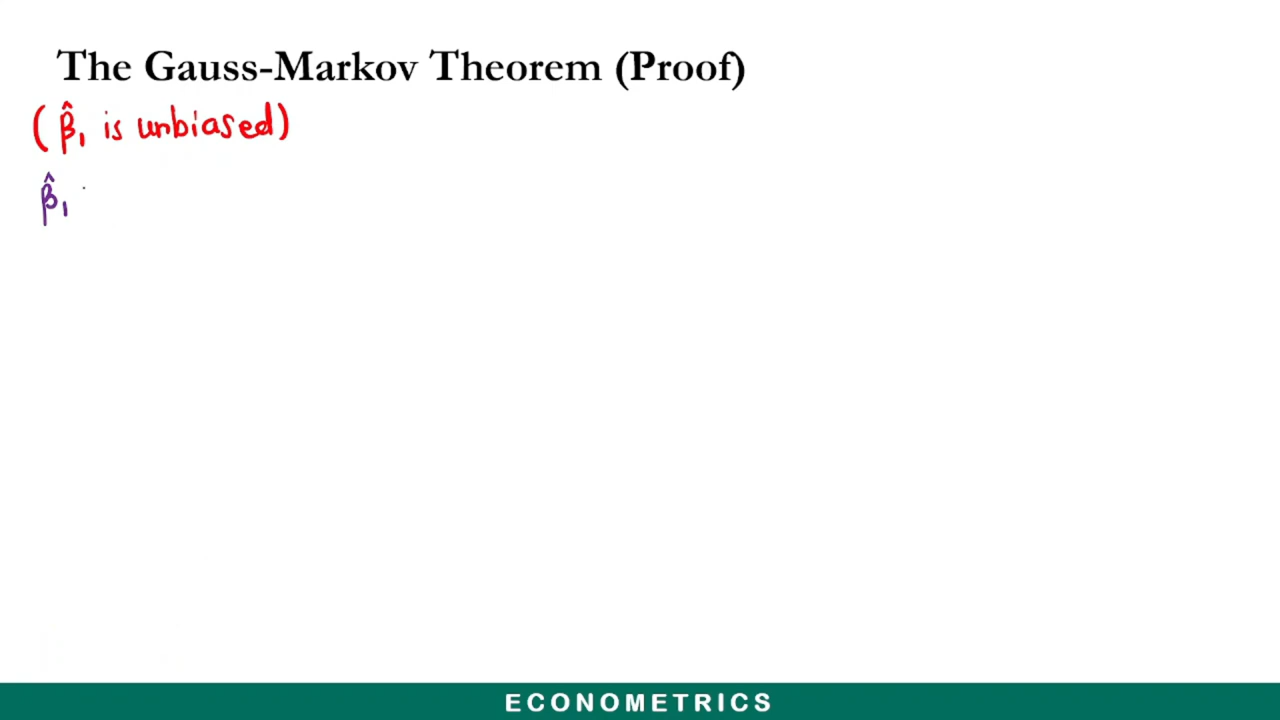 The Gauss-Markov Theorem (Proof)
(β̂₁ is unbiased)
β̂₁
ECONOMETRICS